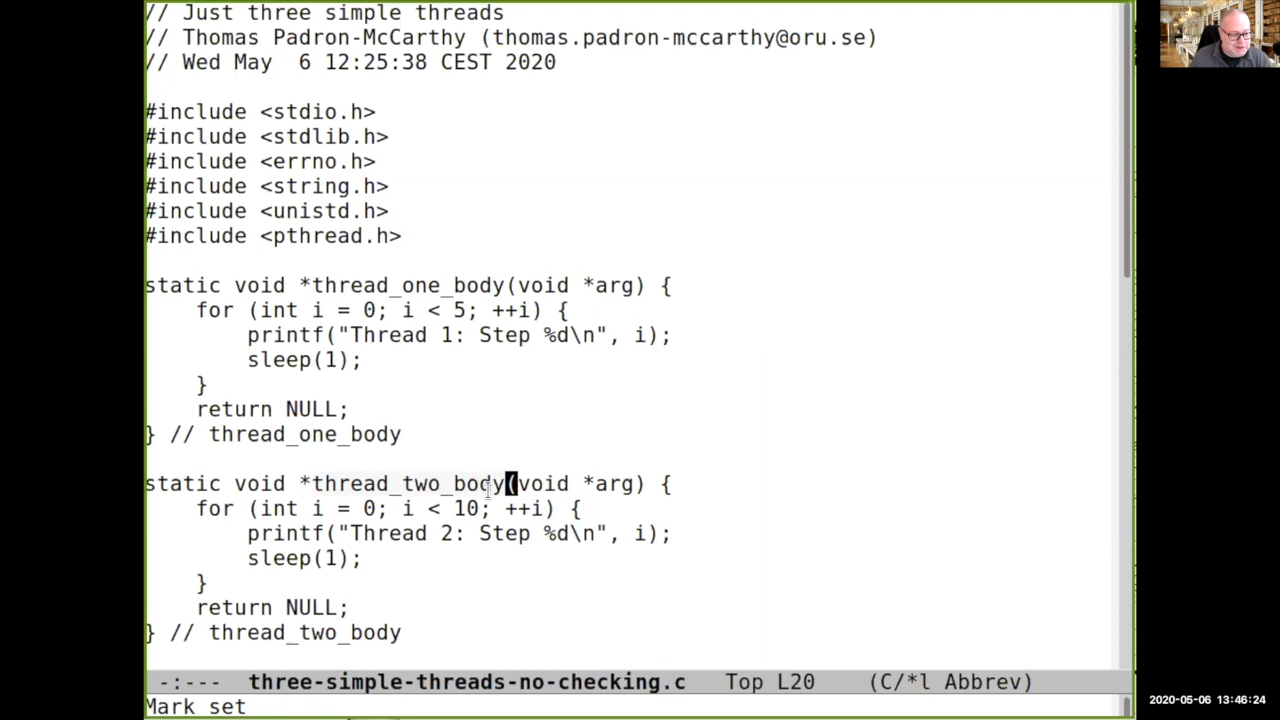 // Just three simple threads
// Thomas Padron-McCarthy (thomas.padron-mccarthy@oru.se)
// Wed May  6 12:25:38 CEST 2020

#include <stdio.h>
#include <stdlib.h>
#include <errno.h>
#include <string.h>
#include <unistd.h>
#include <pthread.h>

static void *thread_one_body(void *arg) {
    for (int i = 0; i < 5; ++i) {
        printf("Thread 1: Step %d\n", i);
        sleep(1);
    }
    return NULL;
} // thread_one_body

static void *thread_two_body(void *arg) {
    for (int i = 0; i < 10; ++i) {
        printf("Thread 2: Step %d\n", i);
        sleep(1);
    }
    return NULL;
} // thread_two_body

-:---  three-simple-threads-no-checking.c   Top L20    (C/*l Abbrev)
Mark set
2020-05-06 13:46:24